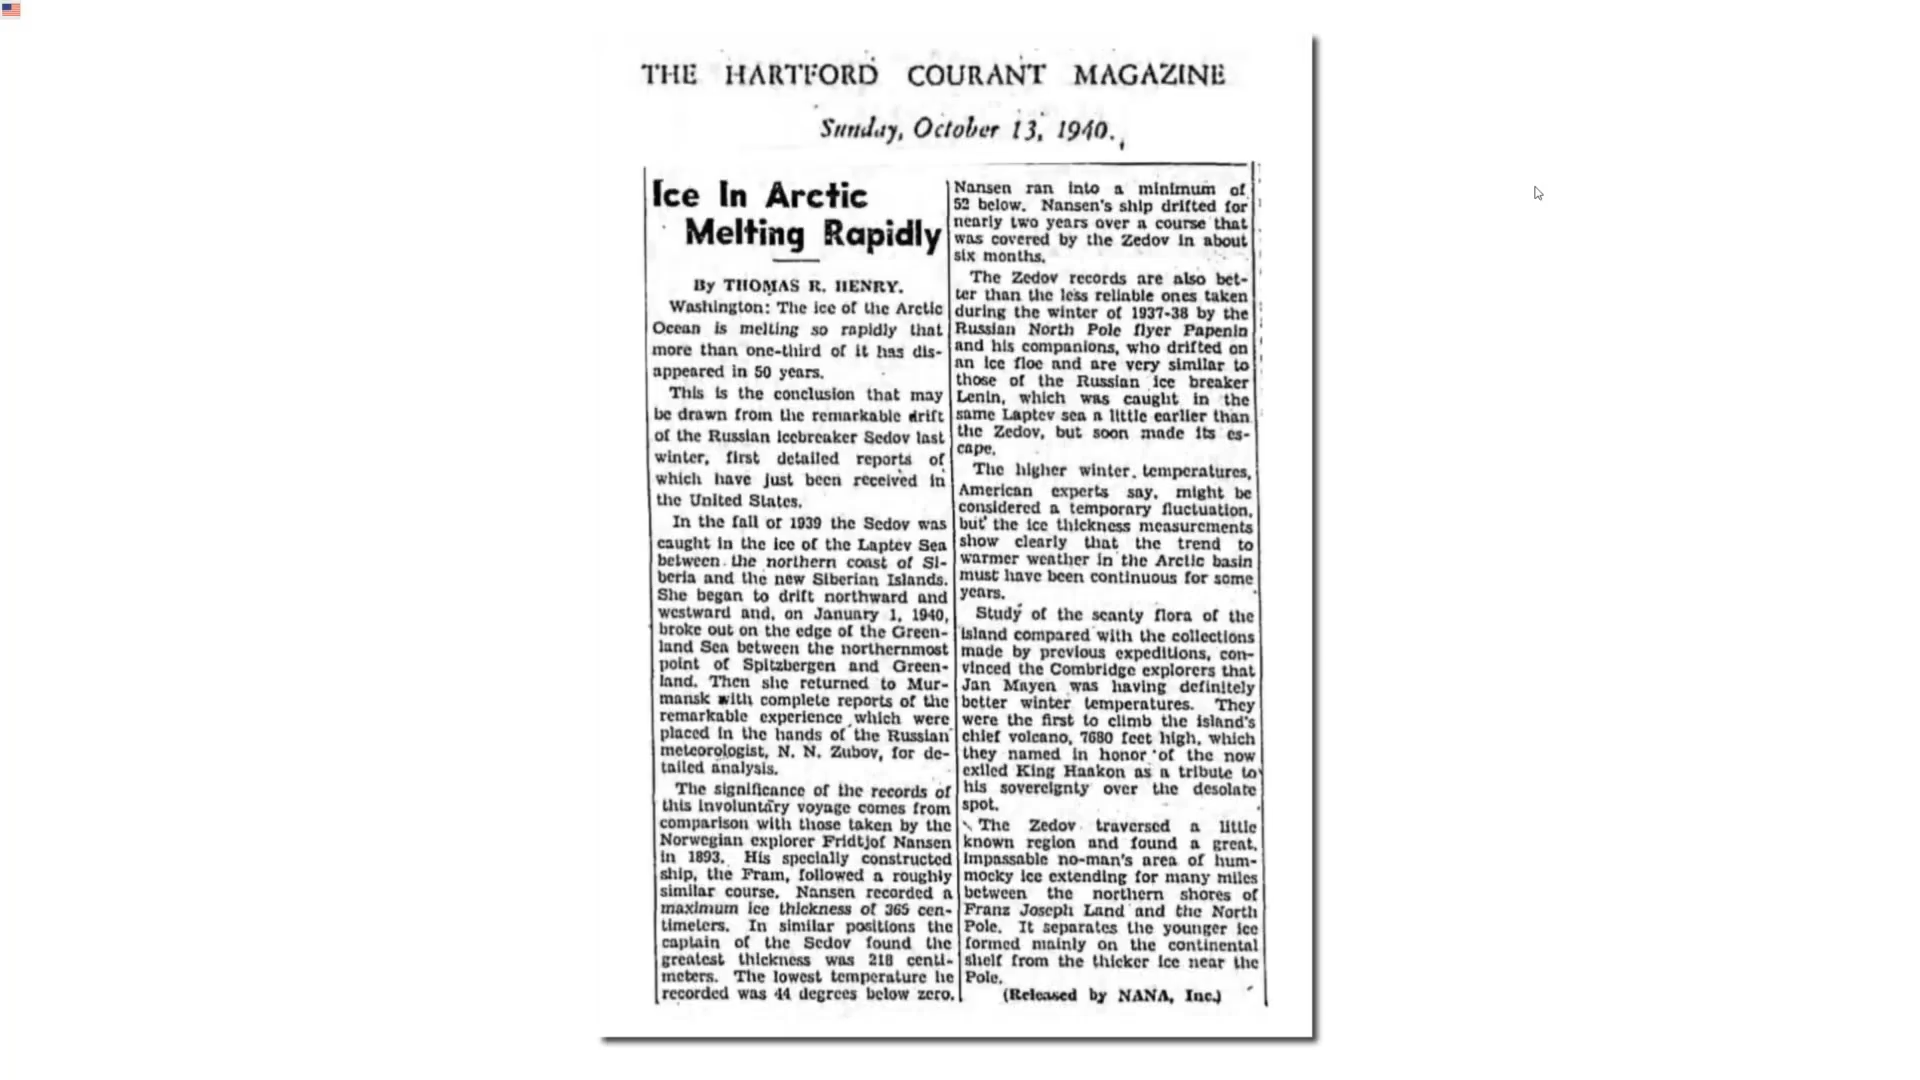 THE HARTFORD COURANT MAGAZINE
Sunday, October 13, 1940.
Ice In Arctic
Melting Rapidly
By THOMAS R. HENRY.
Washington: The ice of the Arctic
Ocean is melting so rapidly that
more than one-third of it has dis-
appeared in 50 years.
This is the conclusion that may
be drawn from the remarkable drift
of the Russian Icebreaker Sedov last
winter, first detailed reports of
which have just been received in
the United States.
In the fall of 1939 the Sedov was
caught in the ice of the Laptev Sea
between the northern coast of Si-
beria and the new Siberian Islands.
She began to drift northward and
westward and, on January 1, 1940,
broke out on the edge of the Green-
land Sea between the northernmost
point of Spitzbergen and Green-
land. Then she returned to Mur-
mansk with complete reports of the
remarkable experience which were
placed in the hands of the Russian
meteorologist, N. N. Zubov, for de-
tailed analysis.
The significance of the records of
this involuntary voyage comes from
comparison with those taken by the
Norwegian explorer Fridtjof Nansen
in 1893. His specially constructed
ship, the Fram, followed a roughly
similar course. Nansen recorded a
maximum ice thickness of 365 cen-
timeters. In similar positions the
captain of the Sedov found the
greatest thickness was 218 centi-
meters. The lowest temperature he
recorded was 44 degrees below zero.
Nansen ran into a minimum of
52 below. Nansen's ship drifted for
nearly two years over a course that
was covered by the Zedov in about
six months.
The Zedov records are also bet-
ter than the less reliable ones taken
during the winter of 1937-38 by the
Russian North Pole flyer Papenin
and his companions, who drifted on
an ice floe and are very similar to
those of the Russian ice breaker
Lenin, which was caught in the
same Laptev sea a little earlier than
the Zedov, but soon made its es-
cape.
The higher winter temperatures,
American experts say, might be
considered a temporary fluctuation,
but the ice thickness measurements
show clearly that the trend to
warmer weather in the Arctic basin
must have been continuous for some
years.
Study of the scanty flora of the
island compared with the collections
made by previous expeditions, con-
vinced the Combridge explorers that
Jan Mayen was having definitely
better winter temperatures. They
were the first to climb the island's
chief volcano, 7680 feet high, which
they named in honor of the now
exiled King Haakon as a tribute to
his sovereignty over the desolate
spot.
The Zedov traversed a little
known region and found a great,
impassable no-man's area of hum-
mocky ice extending for many miles
between the northern shores of
Franz Joseph Land and the North
Pole. It separates the younger ice
formed mainly on the continental
shelf from the thicker ice near the
Pole.
(Released by NANA, Inc.)